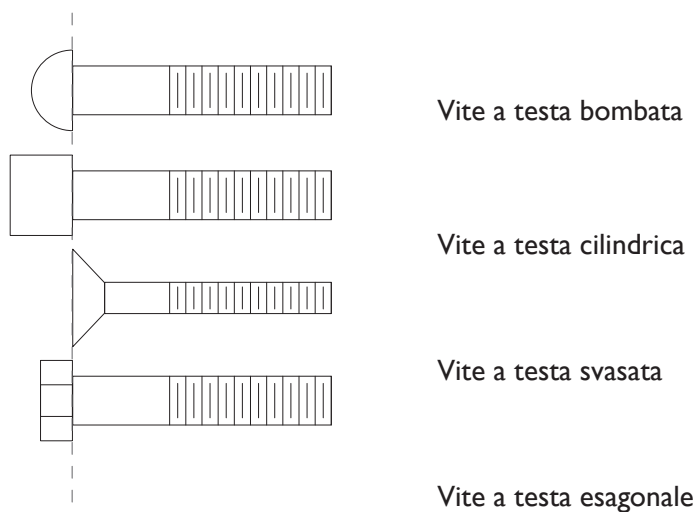 Vite a testa bombata
Vite a testa cilindrica
Vite a testa svasata
Vite a testa esagonale